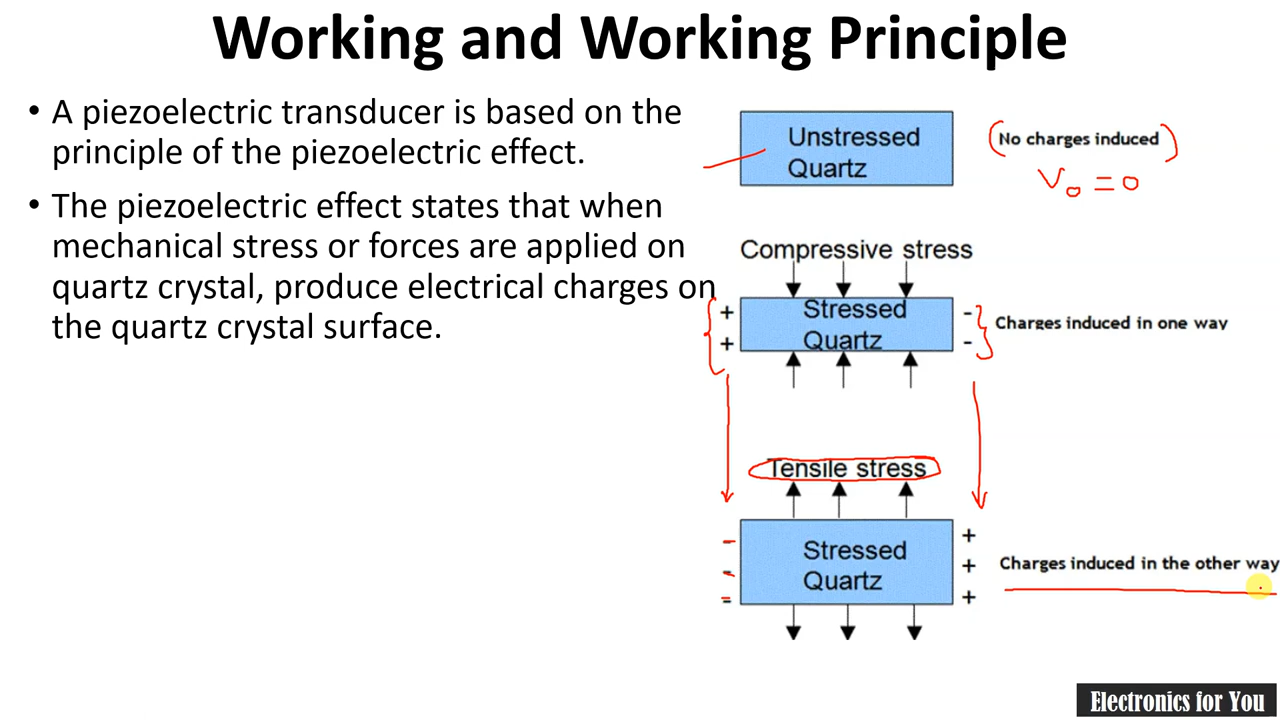 Working and Working Principle
• A piezoelectric transducer is based on the
principle of the piezoelectric effect.
• The piezoelectric effect states that when
mechanical stress or forces are applied on
quartz crystal, produce electrical charges on
the quartz crystal surface.
Unstressed
Quartz
(No charges induced)
V₀ = 0
Compressive stress
+ Stressed -
+ Quartz -
Charges induced in one way
Tensile stress
- Stressed +
- Quartz +
- +
Charges induced in the other way
Electronics for You